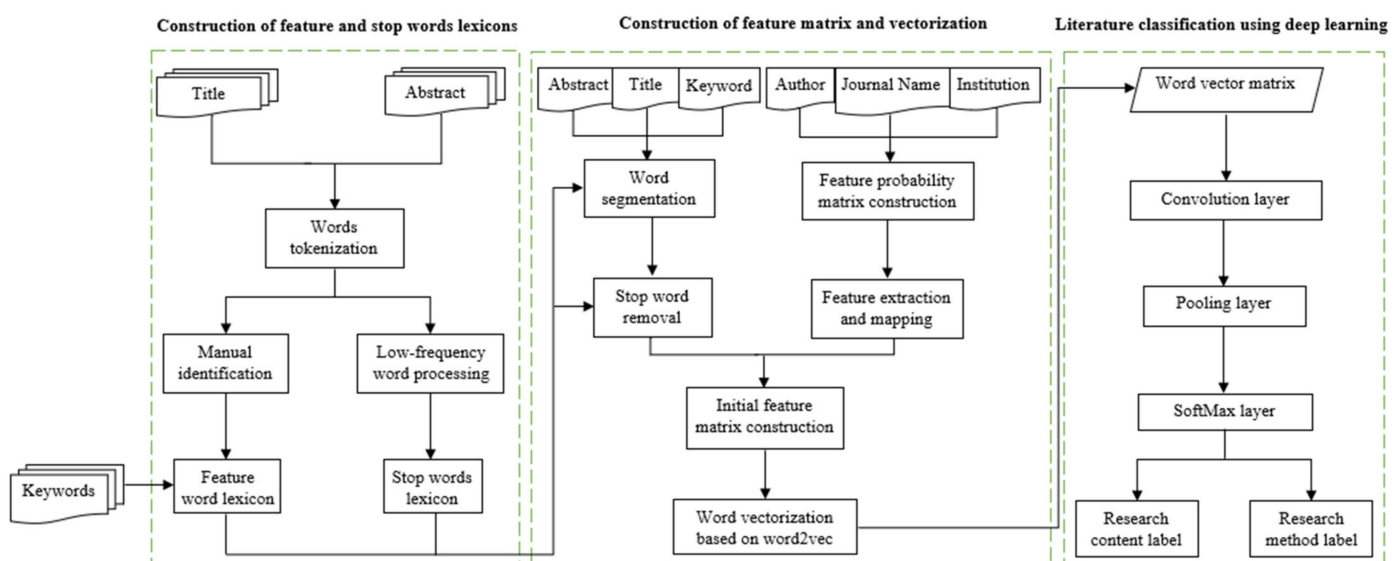 Construction of feature and stop words lexicons
Title
Abstract
Words
tokenization
Manual
identification
Low-frequency
word processing
Keywords
Feature
word lexicon
Stop words
lexicon
Construction of feature matrix and vectorization
Abstract
Title
Keyword
Author
Journal Name
Institution
Word
segmentation
Feature probability
matrix construction
Stop word
removal
Feature extraction
and mapping
Initial feature
matrix construction
Word vectorization
based on word2vec
Literature classification using deep learning
Word vector matrix
Convolution layer
Pooling layer
SoftMax layer
Research
content label
Research
method label